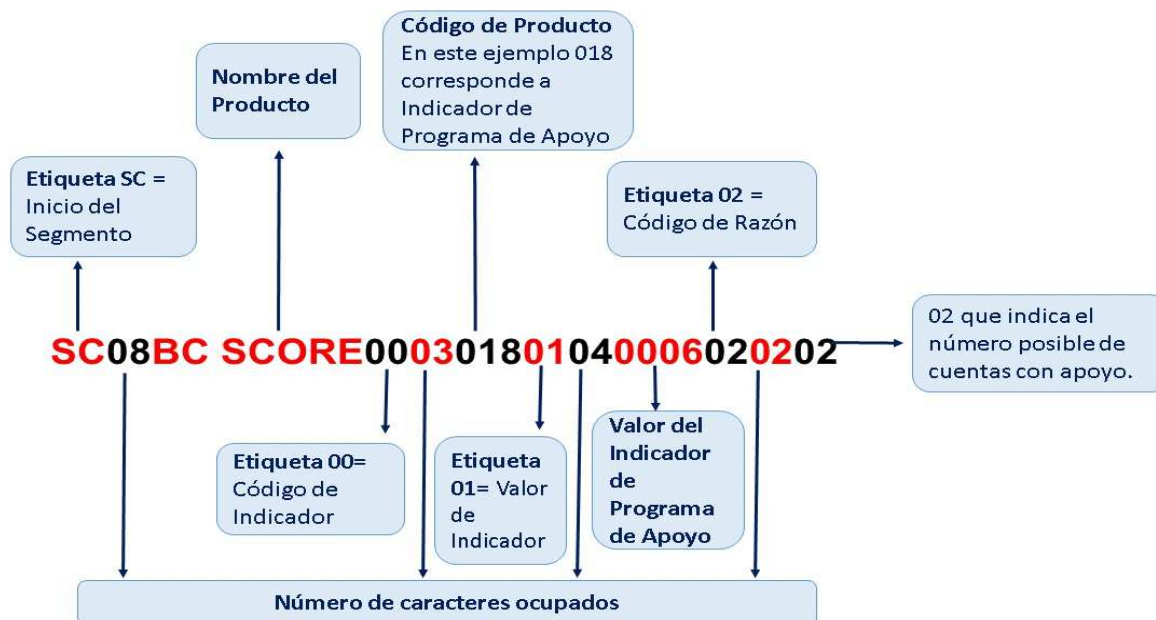 Código de Producto
En este ejemplo 018
corresponde a
Indicador de
Programa de Apoyo
Nombre del
Producto
Etiqueta SC =
Inicio del
Segmento
Etiqueta 02 =
Código de Razón
02 que indica el
número posible de
cuentas con apoyo.
SC08BC SCORE000301801040006020202
Etiqueta 00=
Código de
Indicador
Etiqueta
01= Valor
de
Indicador
Valor del
Indicador
de
Programa
de Apoyo
Número de caracteres ocupados